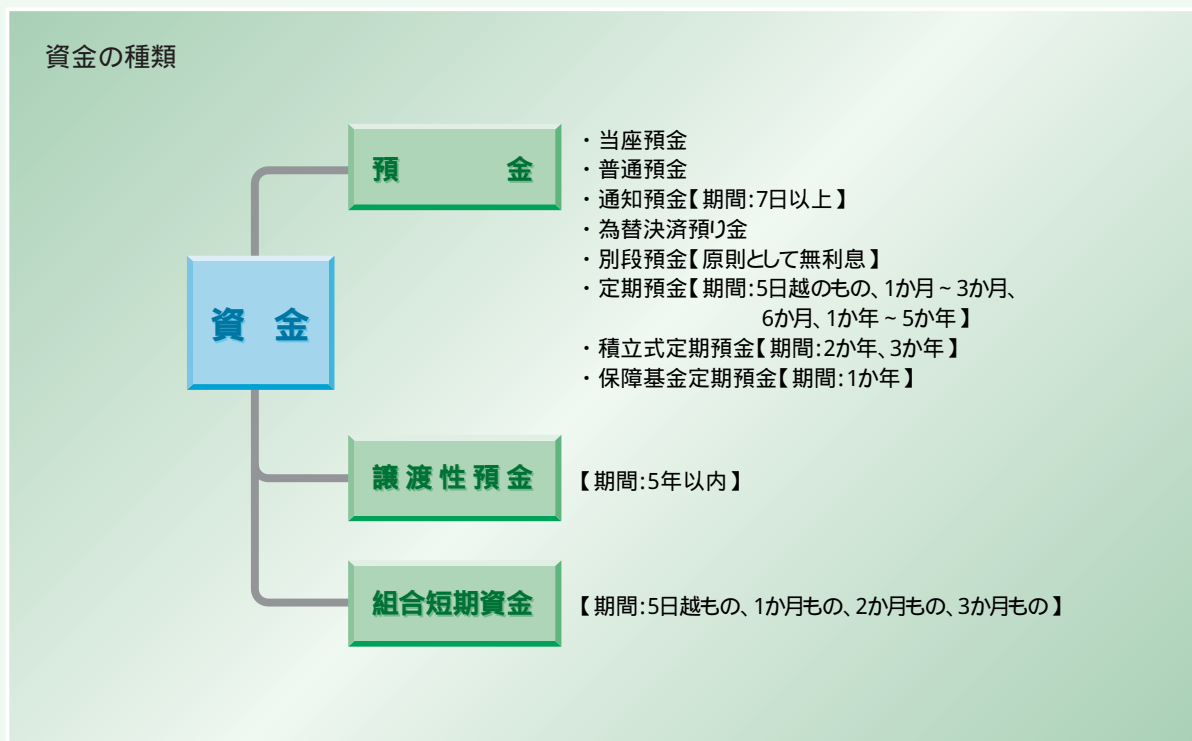 資金の種類
資 金
預 金
・当座預金
・普通預金
・通知預金【期間:7日以上】
・為替決済預り金
・別段預金【原則として無利息】
・定期預金【期間:5日越のもの、1か月~3か月、
6か月、1か年~5か年】
・積立式定期預金【期間:2か年、3か年】
・保障基金定期預金【期間:1か年】
譲渡性預金
【期間:5年以内】
組合短期資金
【期間:5日越もの、1か月もの、2か月もの、3か月もの】